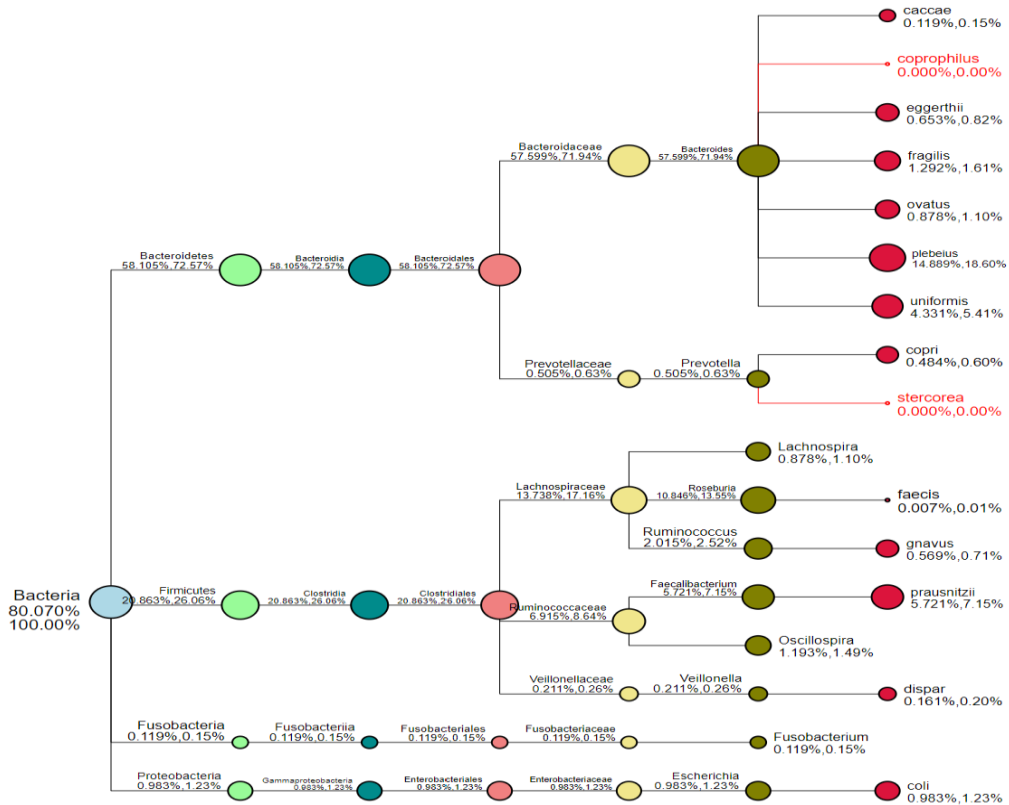 caccae
0.119%,0.15%
coprophilus
0.000%,0.00%
eggerthii
0.653%,0.82%
Bacteroidaceae
57.599%,71.94%
Bacteroides
57.599%,71.94%
fragilis
1.292%,1.61%
ovatus
0.878%,1.10%
Bacteroidetes
58.105%,72.57%
Bacteroidia
58.105%,72.57%
Bacteroidales
58.105%,72.57%
plebeius
14.889%,18.60%
uniformis
4.331%,5.41%
copri
0.484%,0.60%
Prevotellaceae
0.505%,0.63%
Prevotella
0.505%,0.63%
stercorea
0.000%,0.00%
Lachnospira
0.878%,1.10%
Lachnospiraceae
13.738%,17.16%
Roseburia
10.846%,13.55%
faecis
0.007%,0.01%
Ruminococcus
2.015%,2.52%
gnavus
0.569%,0.71%
Bacteria
80.070%
100.00%
Firmicutes
20.863%,26.06%
Clostridia
20.863%,26.06%
Clostridiales
20.863%,26.06%
Faecalibacterium
5.721%,7.15%
prausnitzii
5.721%,7.15%
Ruminococcaceae
6.915%,8.64%
Oscillospira
1.193%,1.49%
Veillonellaceae
0.211%,0.26%
Veillonella
0.211%,0.26%
dispar
0.161%,0.20%
Fusobacteria
0.119%,0.15%
Fusobacteriia
0.119%,0.15%
Fusobacteriales
0.119%,0.15%
Fusobacteriaceae
0.119%,0.15%
Fusobacterium
0.119%,0.15%
Proteobacteria
0.983%,1.23%
Gammaproteobacteria
0.983%,1.23%
Enterobacteriales
0.983%,1.23%
Enterobacteriaceae
0.983%,1.23%
Escherichia
0.983%,1.23%
coli
0.983%,1.23%